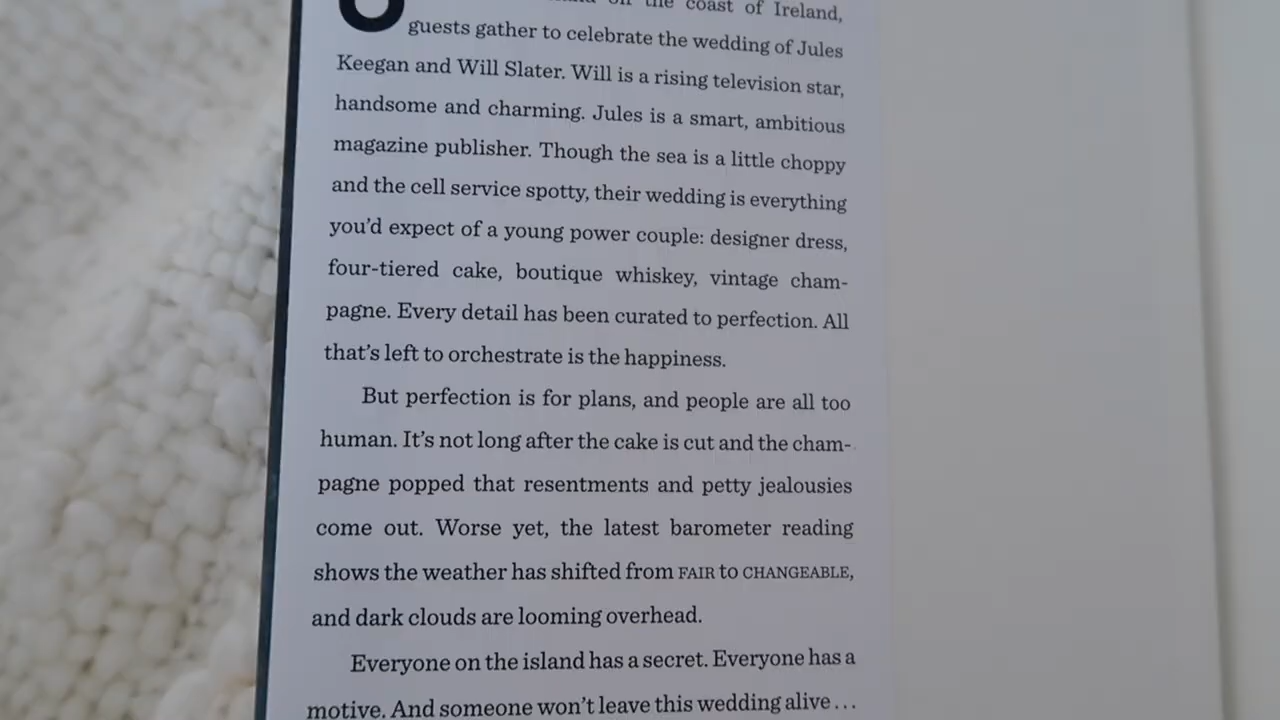 on the coast of Ireland,
guests gather to celebrate the wedding of Jules
Keegan and Will Slater. Will is a rising television star,
handsome and charming. Jules is a smart, ambitious
magazine publisher. Though the sea is a little choppy
and the cell service spotty, their wedding is everything
you’d expect of a young power couple: designer dress,
four-tiered cake, boutique whiskey, vintage cham-
pagne. Every detail has been curated to perfection. All
that’s left to orchestrate is the happiness.
But perfection is for plans, and people are all too
human. It’s not long after the cake is cut and the cham-
pagne popped that resentments and petty jealousies
come out. Worse yet, the latest barometer reading
shows the weather has shifted from FAIR to CHANGEABLE,
and dark clouds are looming overhead.
Everyone on the island has a secret. Everyone has a
motive. And someone won’t leave this wedding alive...